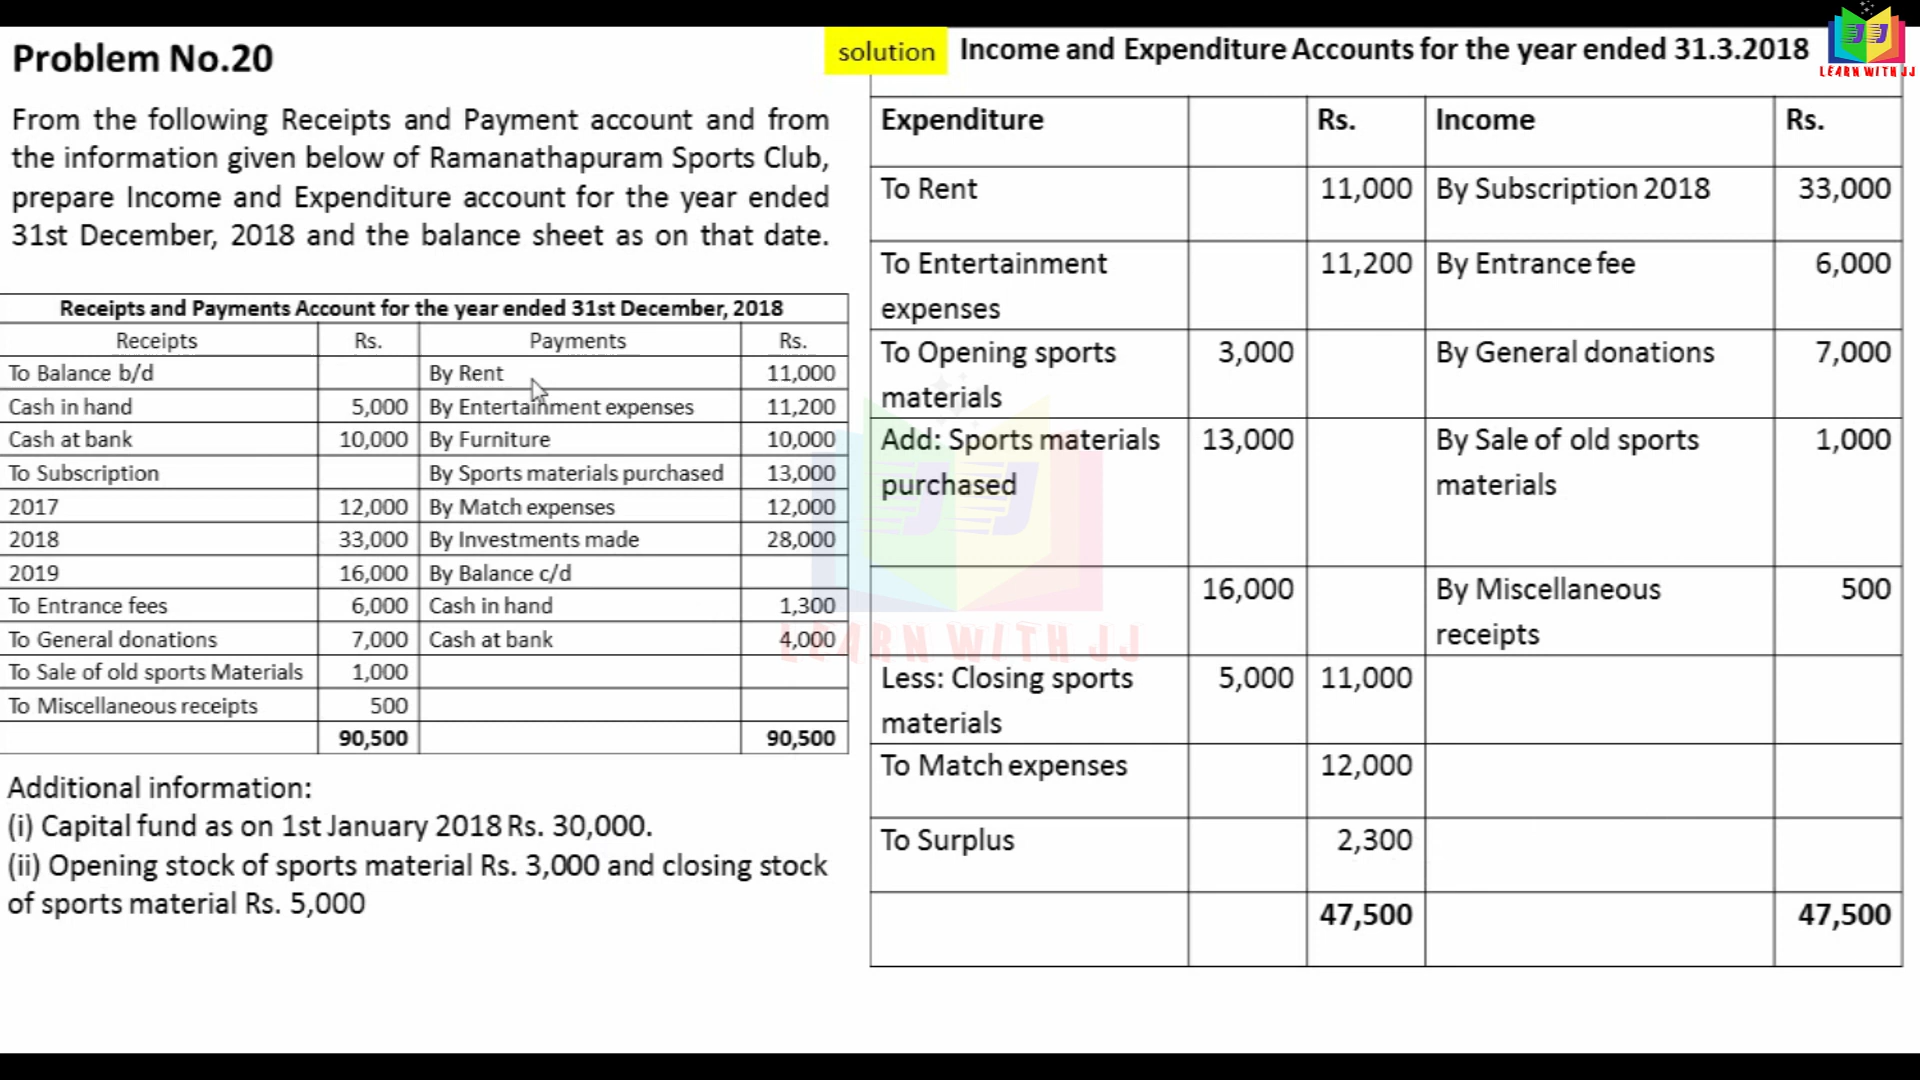 Problem No.20
From the following Receipts and Payment account and from
the information given below of Ramanathapuram Sports Club,
prepare Income and Expenditure account for the year ended
31st December, 2018 and the balance sheet as on that date.
Receipts and Payments Account for the year ended 31st December, 2018
Receipts Rs. Payments Rs.
To Balance b/d By Rent 11,000
Cash in hand 5,000 By Entertainment expenses 11,200
Cash at bank 10,000 By Furniture 10,000
To Subscription By Sports materials purchased 13,000
2017 12,000 By Match expenses 12,000
2018 33,000 By Investments made 28,000
2019 16,000 By Balance c/d
To Entrance fees 6,000 Cash in hand 1,300
To General donations 7,000 Cash at bank 4,000
To Sale of old sports Materials 1,000
To Miscellaneous receipts 500
90,500 90,500
Additional information:
(i) Capital fund as on 1st January 2018 Rs. 30,000.
(ii) Opening stock of sports material Rs. 3,000 and closing stock
of sports material Rs. 5,000
solution Income and Expenditure Accounts for the year ended 31.3.2018
Expenditure Rs. Income Rs.
To Rent 11,000 By Subscription 2018 33,000
To Entertainment 11,200 By Entrance fee 6,000
expenses
To Opening sports 3,000 By General donations 7,000
materials
Add: Sports materials 13,000 By Sale of old sports 1,000
purchased materials
16,000 By Miscellaneous 500
receipts
Less: Closing sports 5,000 11,000
materials
To Match expenses 12,000
To Surplus 2,300
47,500 47,500
JJ
LEARN WITH JJ
JJ
LEARN WITH JJ